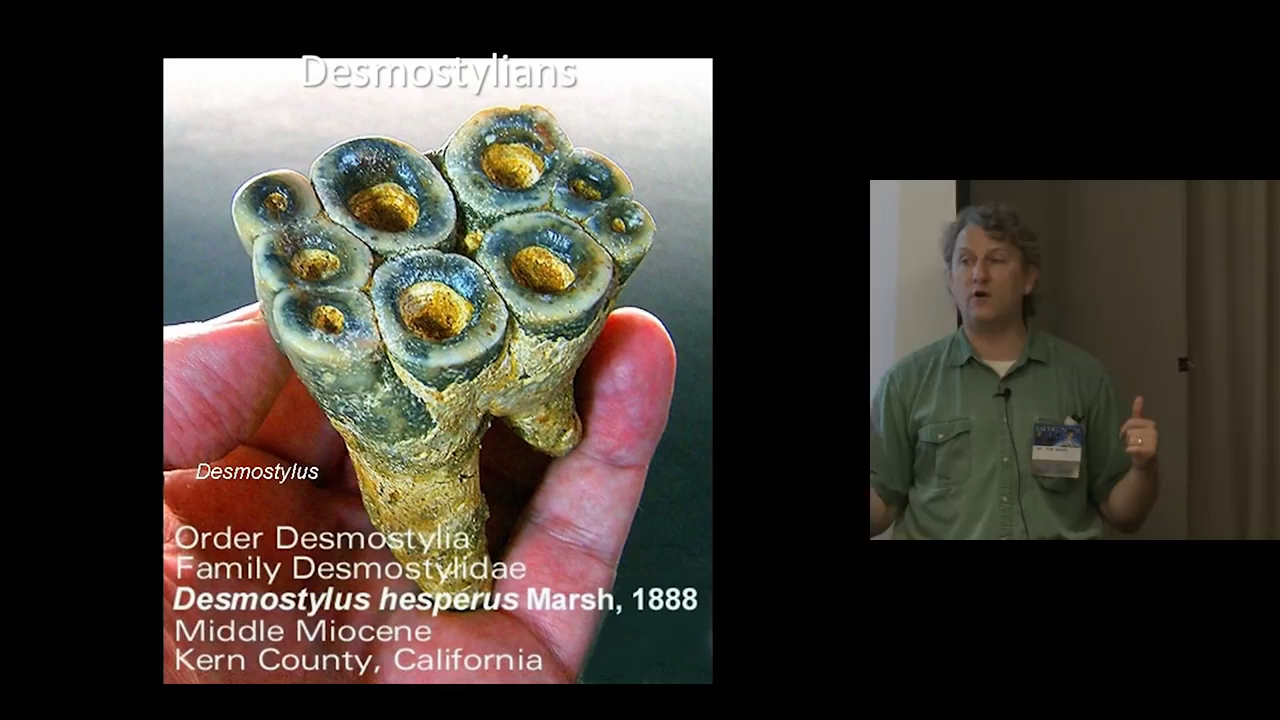 Desmostylians
Desmostylus
Order Desmostylia
Family Desmostylidae
Desmostylus hesperus Marsh, 1888
Middle Miocene
Kern County, California